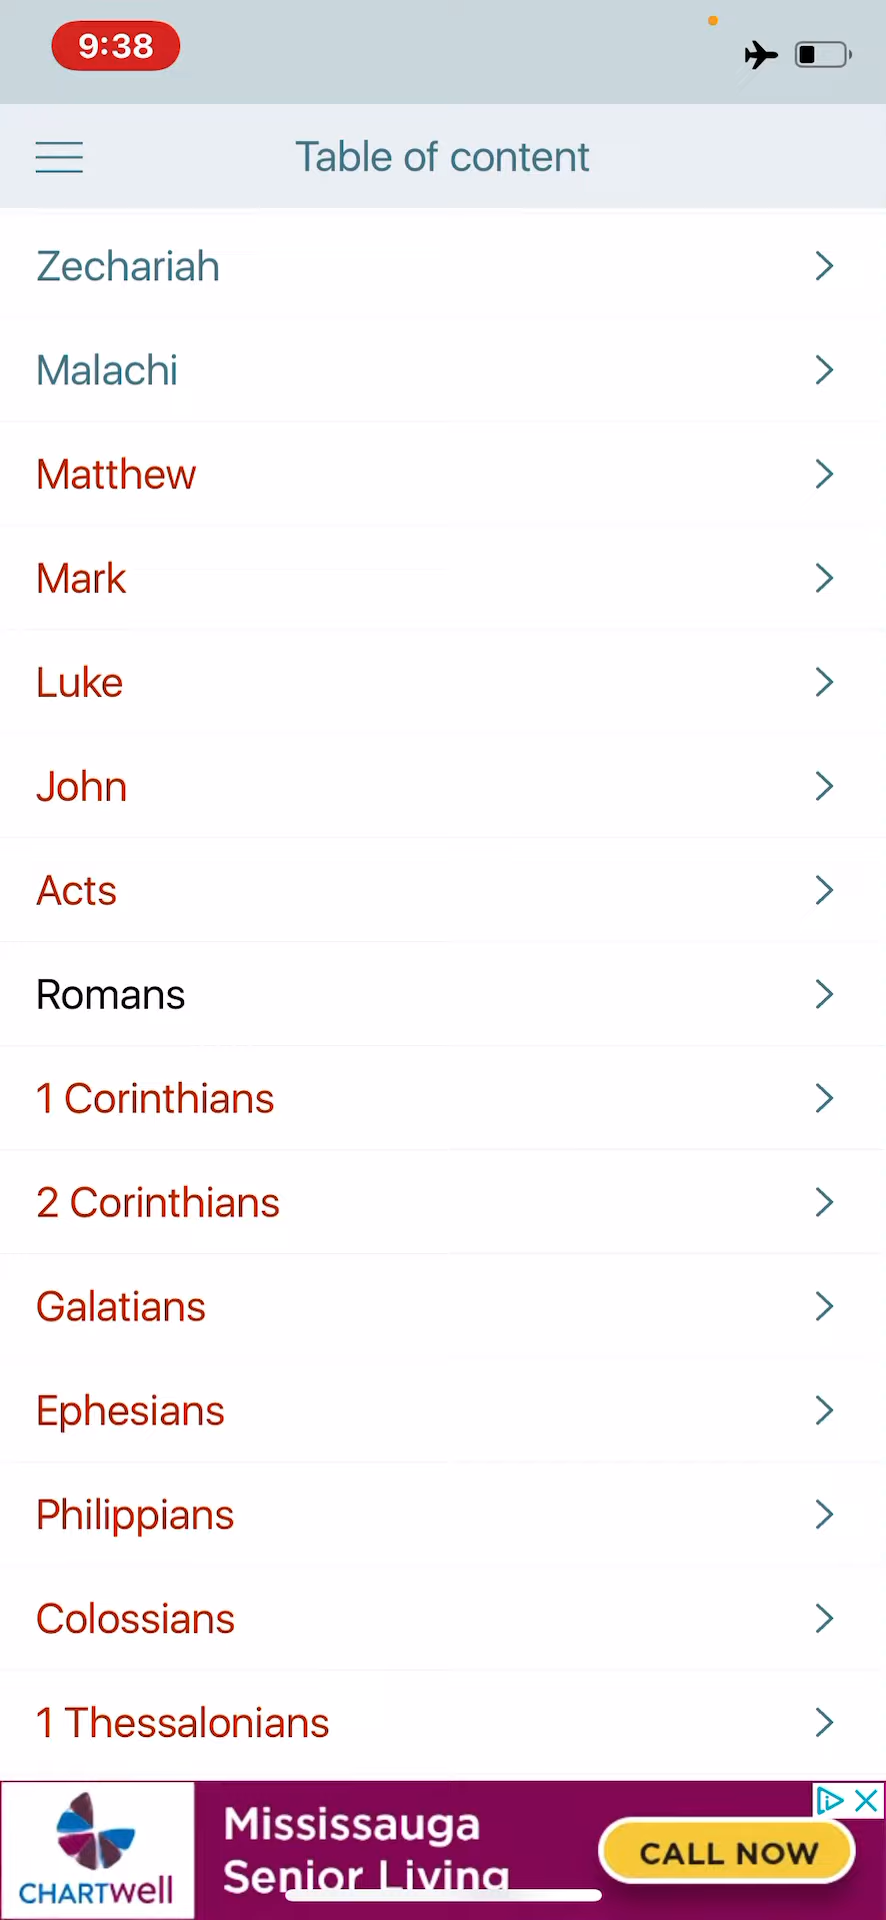 9:38
Table of content
Zechariah
Malachi
Matthew
Mark
Luke
John
Acts
Romans
1 Corinthians
2 Corinthians
Galatians
Ephesians
Philippians
Colossians
1 Thessalonians
Mississauga
Senior Living
CALL NOW
CHARTwell